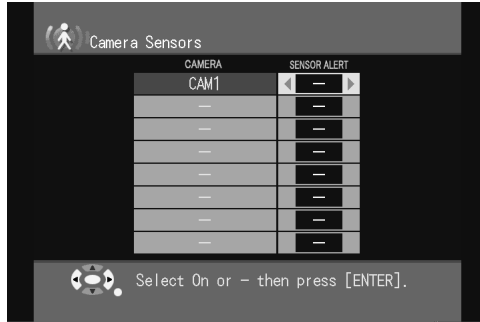 Camera Sensors
CAMERA SENSOR ALERT
CAM1 —
— —
— —
— —
— —
— —
— —
— —
Select On or — then press [ENTER].